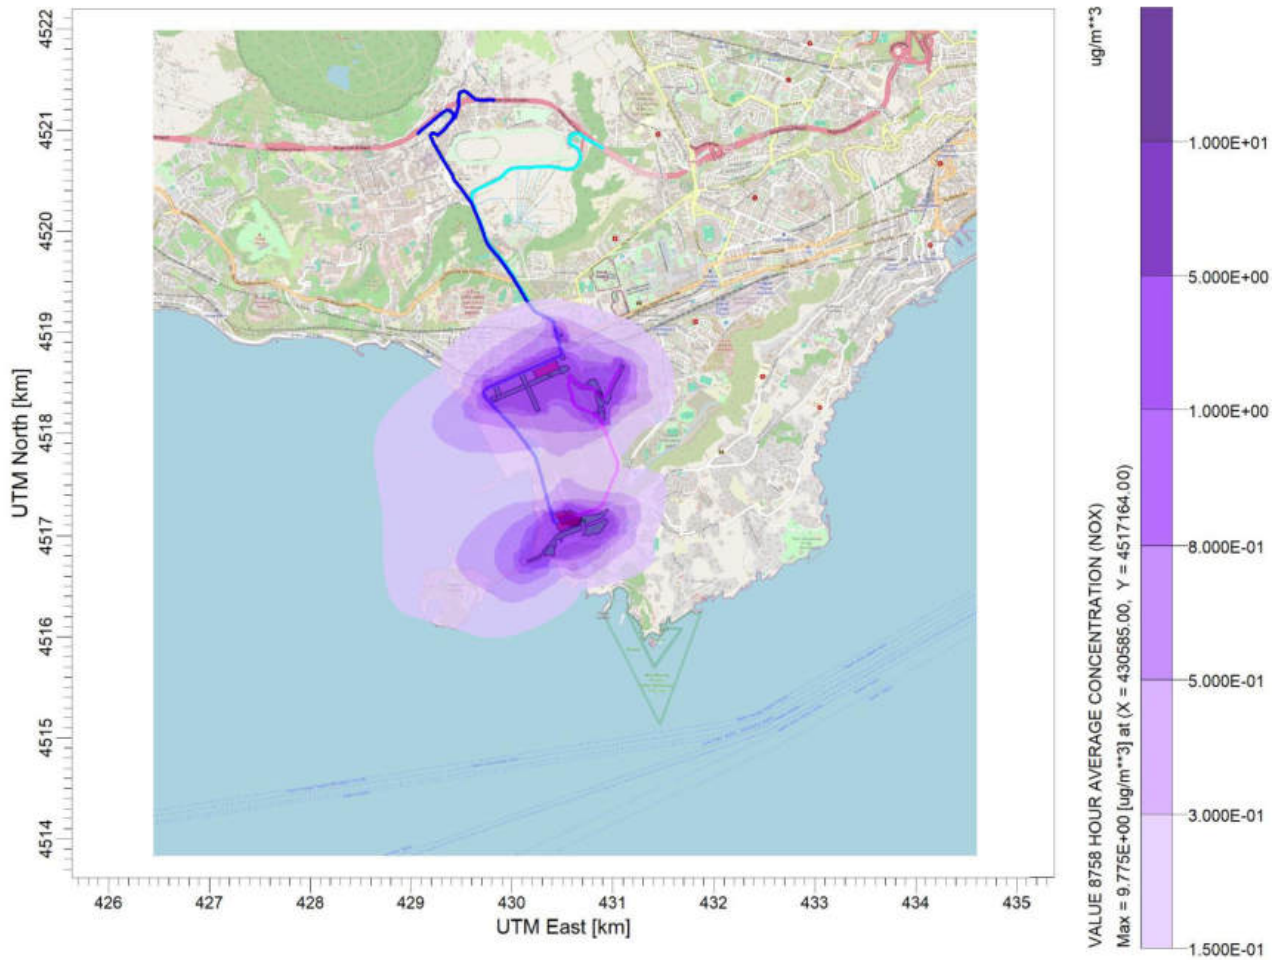 4522
4521
4520
4519
4518
4517
4516
4515
4514
UTM North [km]
426
427
428
429
430
431
432
433
434
435
UTM East [km]
VALUE 8758 HOUR AVERAGE CONCENTRATION (NOX)
Max = 9.775E+00 [ug/m**3] at (X = 430585.00, Y = 4517164.00)
ug/m**3
1.000E+01
5.000E+00
1.000E+00
8.000E-01
5.000E-01
3.000E-01
1.500E-01